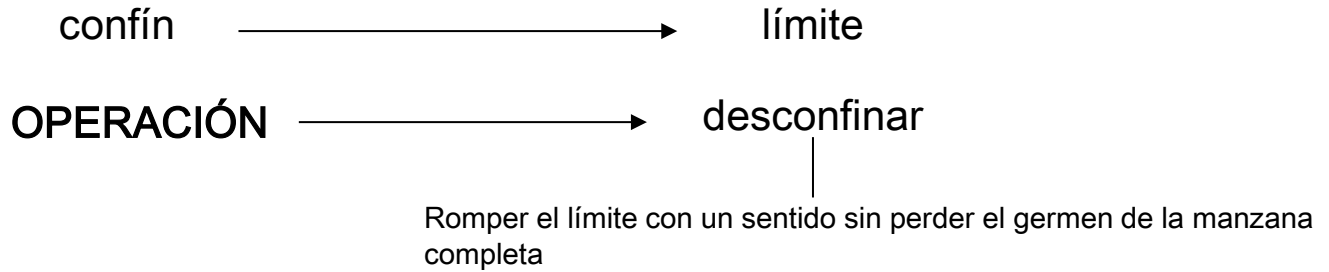 confín límite
OPERACIÓN desconfinar
Romper el límite con un sentido sin perder el germen de la manzana
completa